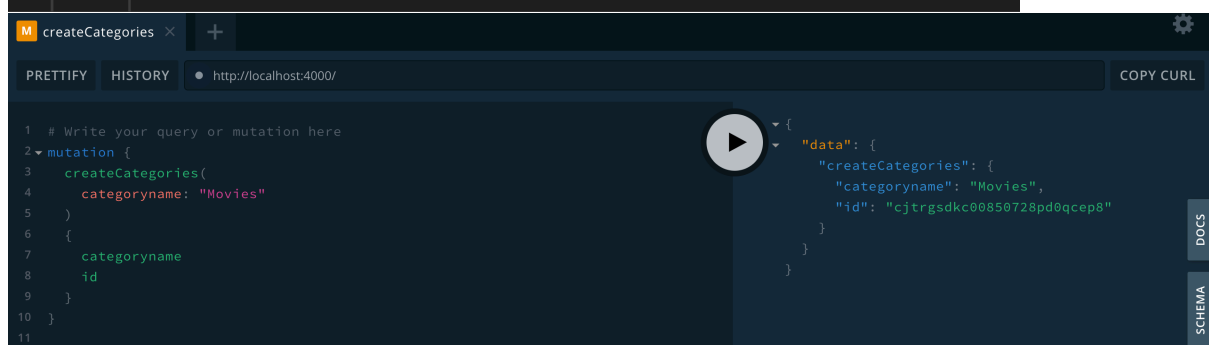 M createCategories × +
PRETTIFY HISTORY http://localhost:4000/ COPY CURL
1 # Write your query or mutation here
2 mutation {
3 createCategories(
4 categoryname: "Movies"
5 )
6 {
7 categoryname
8 id
9 }
10 }
11
{
"data": {
"createCategories": {
"categoryname": "Movies",
"id": "cjtrgsdkc00850728pd0qcep8"
}
}
}
DOCS
SCHEMA